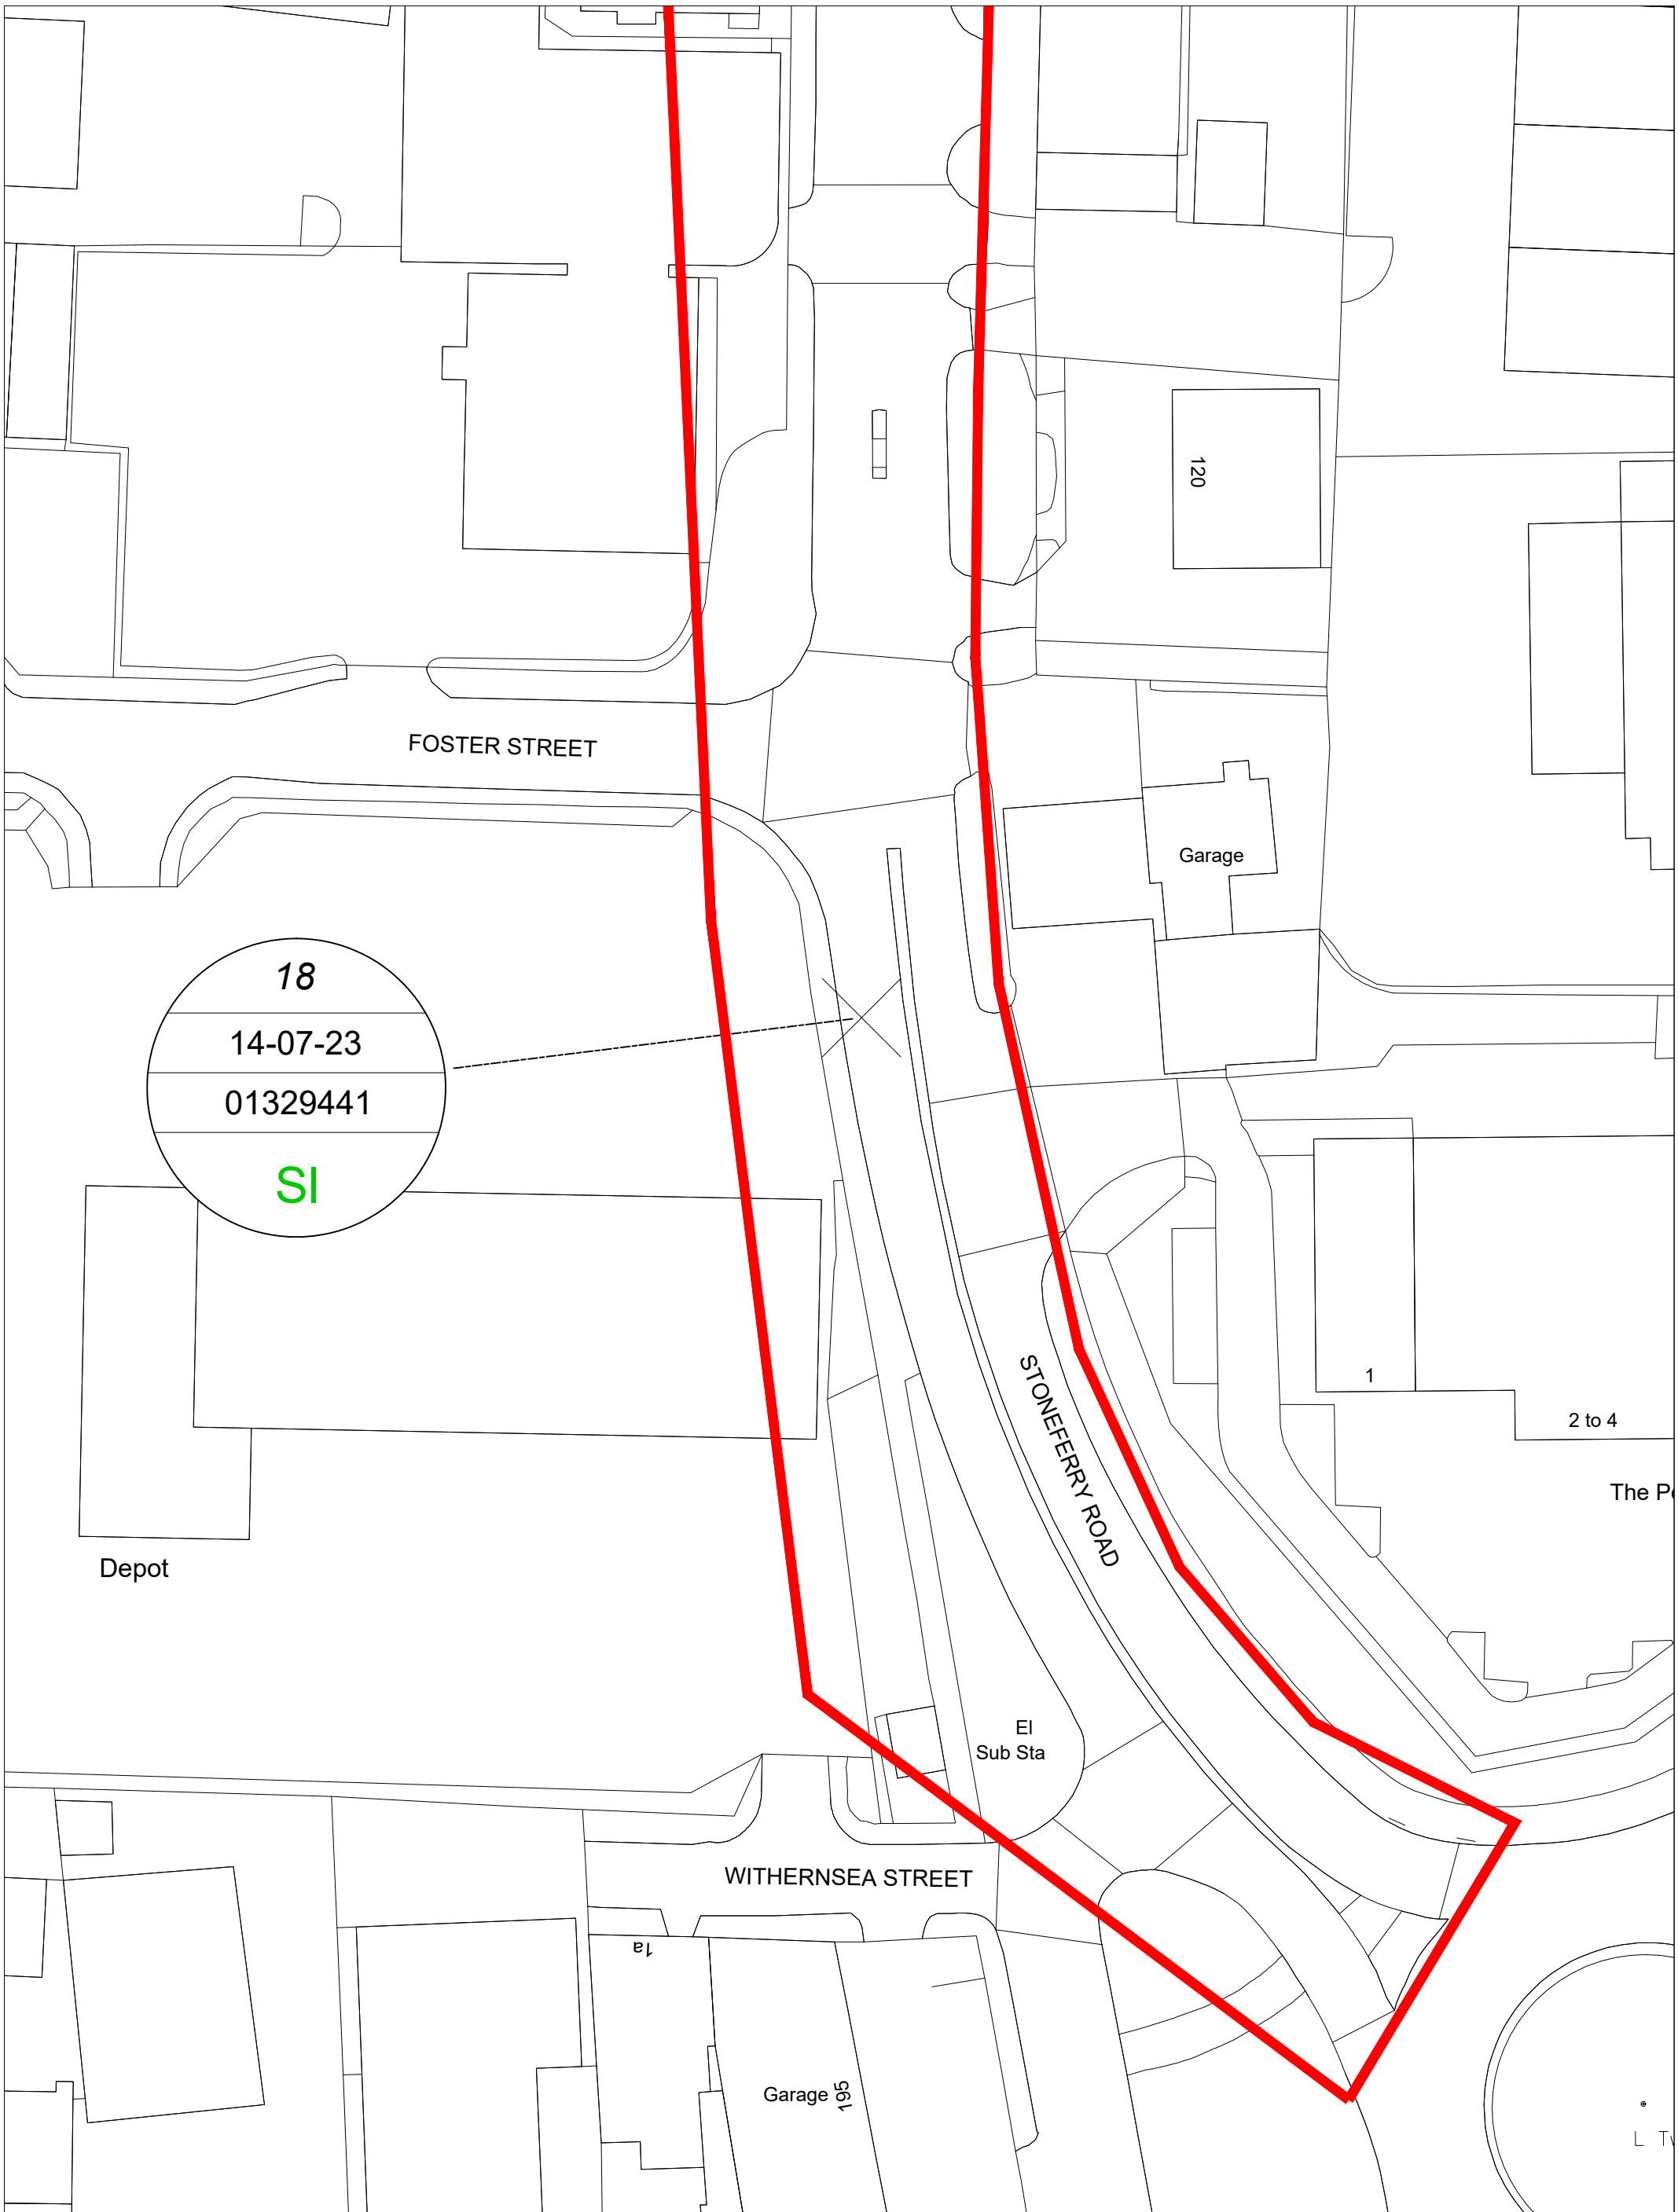 120
FOSTER STREET
Garage
18
14-07-23
01329441
SI
STONEFERRY ROAD
1
2 to 4
The
Depot
El
Sub Sta
WITHERNSEA STREET
1a
Garage
195
L